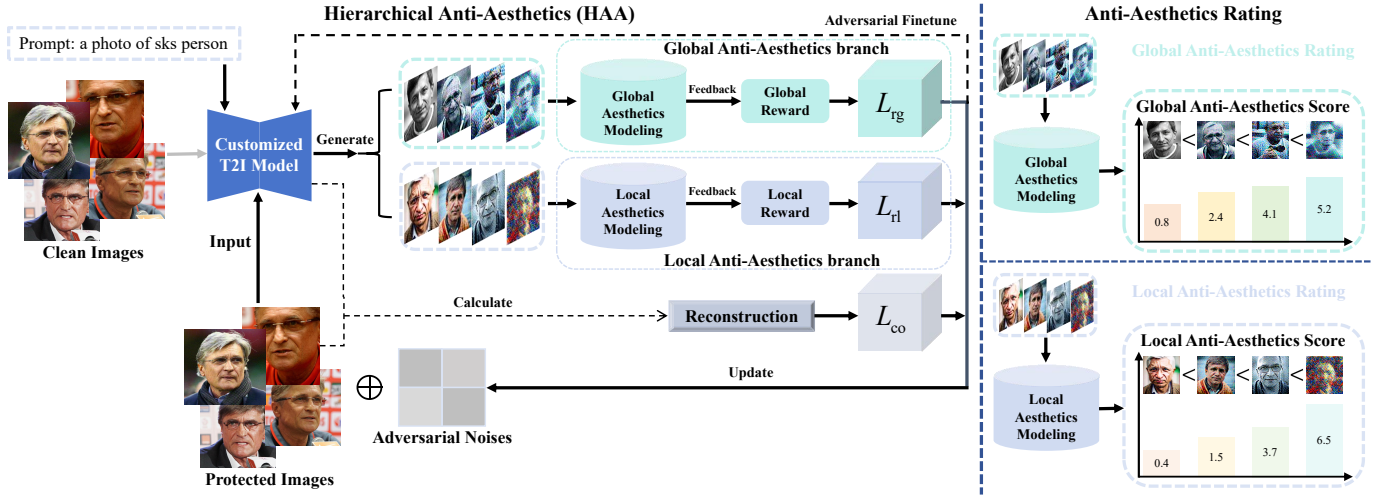 Hierarchical Anti-Aesthetics (HAA)
Adversarial Finetune
Prompt: a photo of sks person
Clean Images
Customized
T2I Model
Generate
Input
Global Anti-Aesthetics branch
Global
Aesthetics
Modeling
Feedback
Global
Reward
L_rg
Local
Aesthetics
Modeling
Feedback
Local
Reward
L_rl
Local Anti-Aesthetics branch
Calculate
Reconstruction
L_co
Update
Adversarial Noises
Protected Images
Anti-Aesthetics Rating
Global Anti-Aesthetics Rating
Global
Aesthetics
Modeling
Global Anti-Aesthetics Score
< < <
0.8 2.4 4.1 5.2
Local Anti-Aesthetics Rating
Local
Aesthetics
Modeling
Local Anti-Aesthetics Score
< < <
0.4 1.5 3.7 6.5